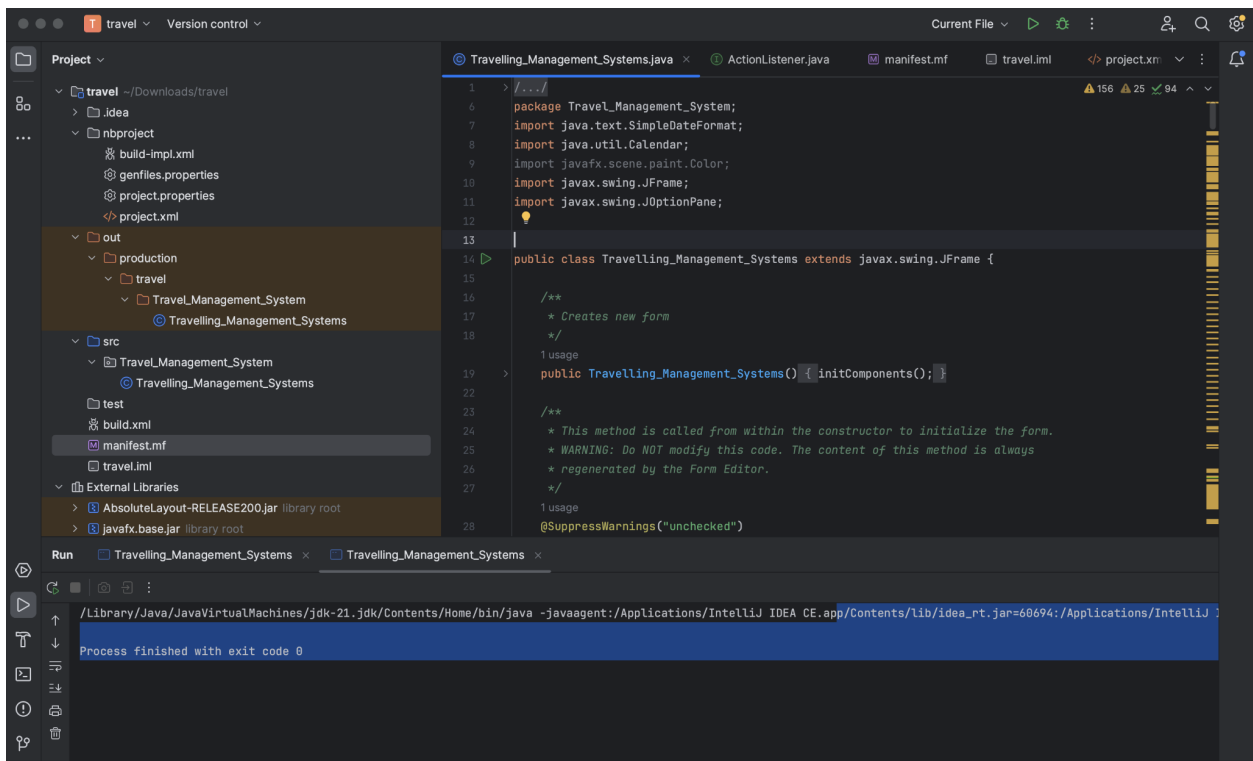 T travel Version control Current File
Project
travel ~/Downloads/travel
.idea
nbproject
build-impl.xml
genfiles.properties
project.properties
project.xml
out
production
travel
Travel_Management_System
Travelling_Management_Systems
src
Travel_Management_System
Travelling_Management_Systems
test
build.xml
manifest.mf
travel.iml
External Libraries
AbsoluteLayout-RELEASE200.jar library root
javafx.base.jar library root
Travelling_Management_Systems.java ActionListener.java manifest.mf travel.iml project.xm
156 25 94
1 /.../
6 package Travel_Management_System;
7 import java.text.SimpleDateFormat;
8 import java.util.Calendar;
9 import javafx.scene.paint.Color;
10 import javax.swing.JFrame;
11 import javax.swing.JOptionPane;
12
13
14 public class Travelling_Management_Systems extends javax.swing.JFrame {
15
16 /**
17 * Creates new form
18 */
1 usage
19 public Travelling_Management_Systems() { initComponents(); }
22
23 /**
24 * This method is called from within the constructor to initialize the form.
25 * WARNING: Do NOT modify this code. The content of this method is always
26 * regenerated by the Form Editor.
27 */
1 usage
28 @SuppressWarnings("unchecked")
Run Travelling_Management_Systems Travelling_Management_Systems
/Library/Java/JavaVirtualMachines/jdk-21.jdk/Contents/Home/bin/java -javaagent:/Applications/IntelliJ IDEA CE.app/Contents/lib/idea_rt.jar=60694:/Applications/IntelliJ
Process finished with exit code 0